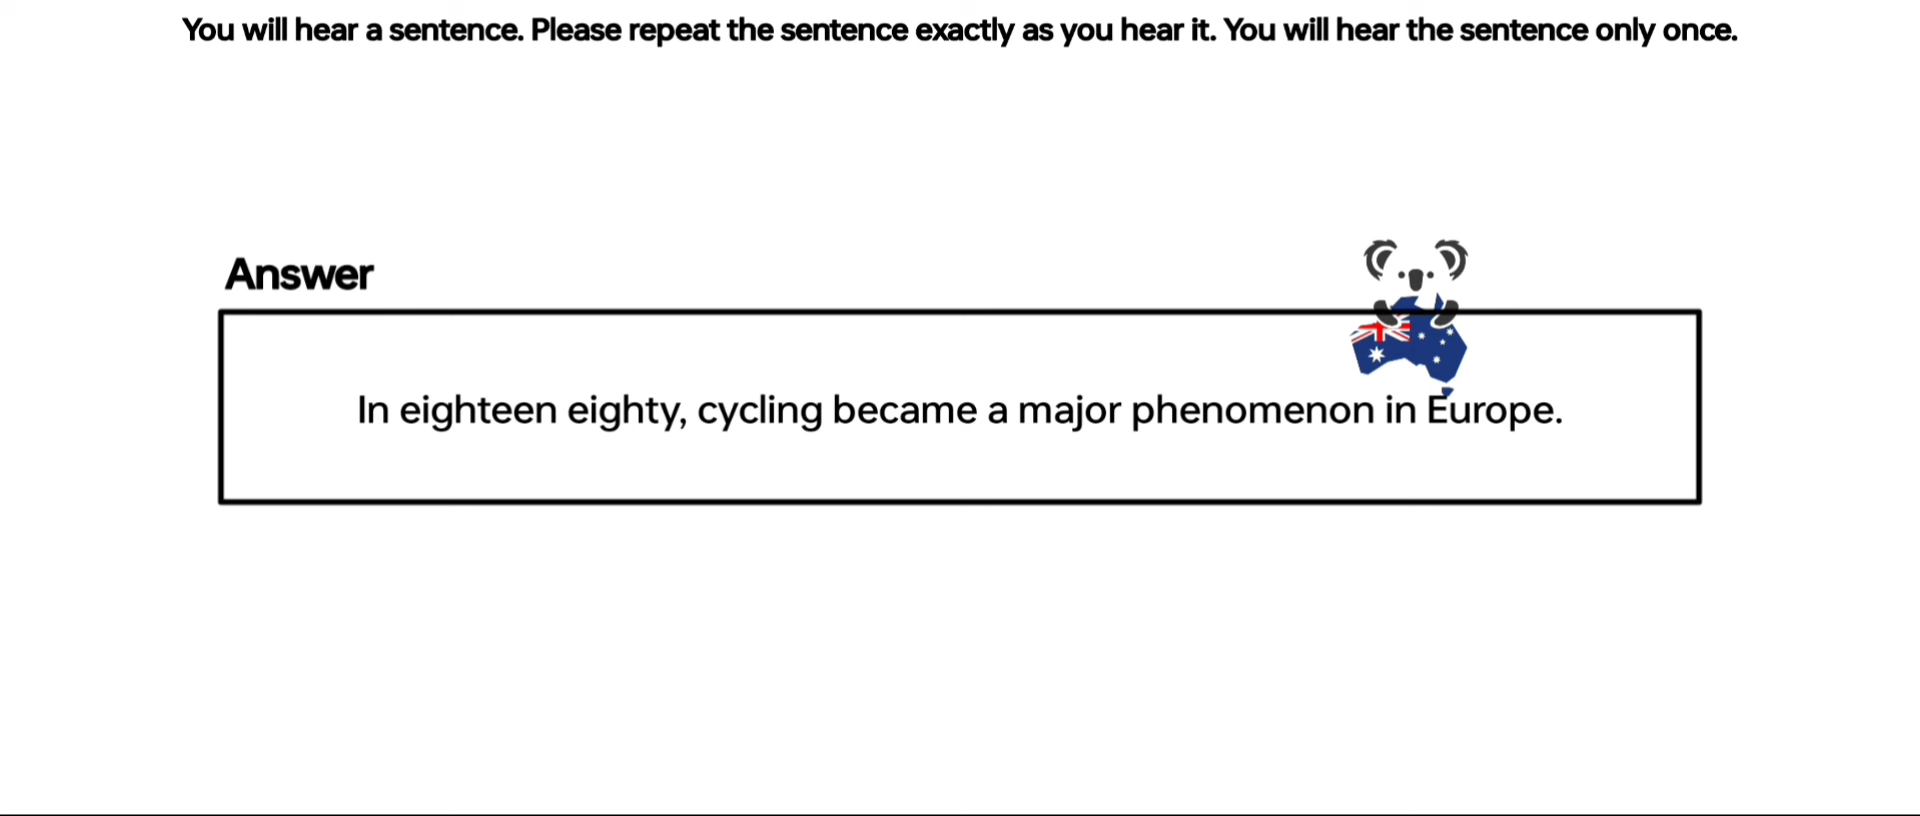 You will hear a sentence. Please repeat the sentence exactly as you hear it. You will hear the sentence only once.
Answer
In eighteen eighty, cycling became a major phenomenon in Europe.